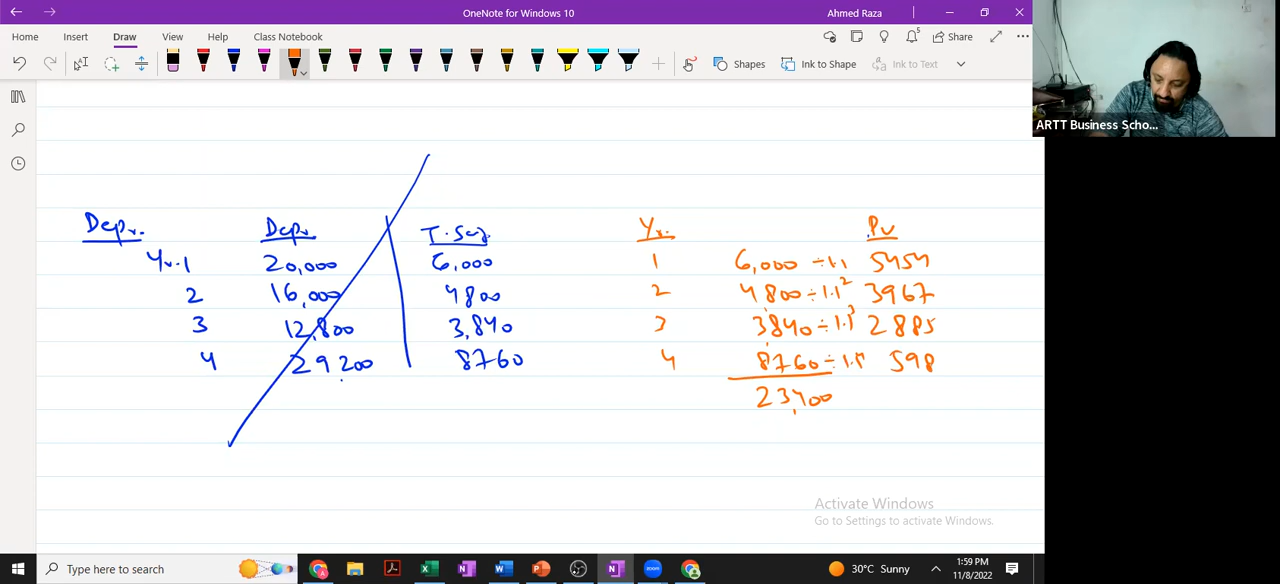 OneNote for Windows 10
Ahmed Raza
Home Insert Draw View Help Class Notebook
Share
Shapes
Ink to Shape
Ink to Text
ARTT Business Scho...
Depr. Depr T. Sav Yr. PV
Yr. 1 20,000 6,000 1 6,000 ÷ 1.1 5454
2 16,000 4800 2 4800 ÷ 1.1² 3967
3 12,800 3,840 3 3840 ÷ 1.1³ 2885
4 29,200 8760 4 8760 ÷ 1.1⁴ 598
23,400
Activate Windows
Go to Settings to activate Windows.
Type here to search
30°C Sunny
1:59 PM
11/8/2022